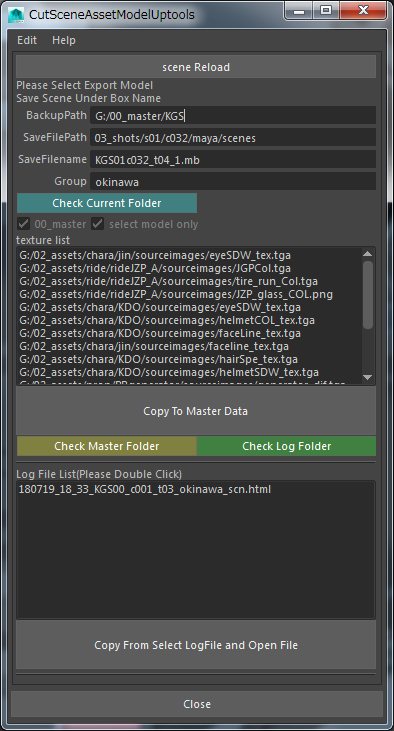 CutSceneAssetModelUptools
Edit Help
scene Reload
Please Select Export Model
Save Scene Under Box Name
BackupPath G:/00_master/KGS
SaveFilePath 03_shots/s01/c032/maya/scenes
SaveFilename KGS01c032_t04_1.mb
Group okinawa
Check Current Folder
00_master select model only
texture list
G:/02_assets/chara/jin/sourceimages/eyeSDW_tex.tga
G:/02_assets/ride/rideJZP_A/sourceimages/JGPCol.tga
G:/02_assets/ride/rideJZP_A/sourceimages/tire_run_Col.tga
G:/02_assets/ride/rideJZP_A/sourceimages/JZP_glass_COL.png
G:/02_assets/chara/KDO/sourceimages/eyeSDW_tex.tga
G:/02_assets/chara/KDO/sourceimages/helmetCOL_tex.tga
G:/02_assets/chara/KDO/sourceimages/faceLine_tex.tga
G:/02_assets/chara/jin/sourceimages/faceline_tex.tga
G:/02_assets/chara/KDO/sourceimages/hairSpe_tex.tga
G:/02_assets/chara/KDO/sourceimages/helmetSDW_tex.tga
Copy To Master Data
Check Master Folder Check Log Folder
Log File List(Please Double Click)
180719_18_33_KGS00_c001_t03_okinawa_scn.html
Copy From Select LogFile and Open File
Close